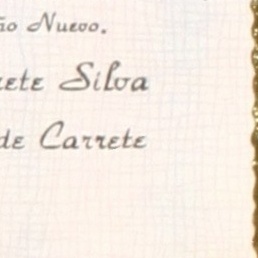 ño Nuevo.
rete Silva
de Carrete